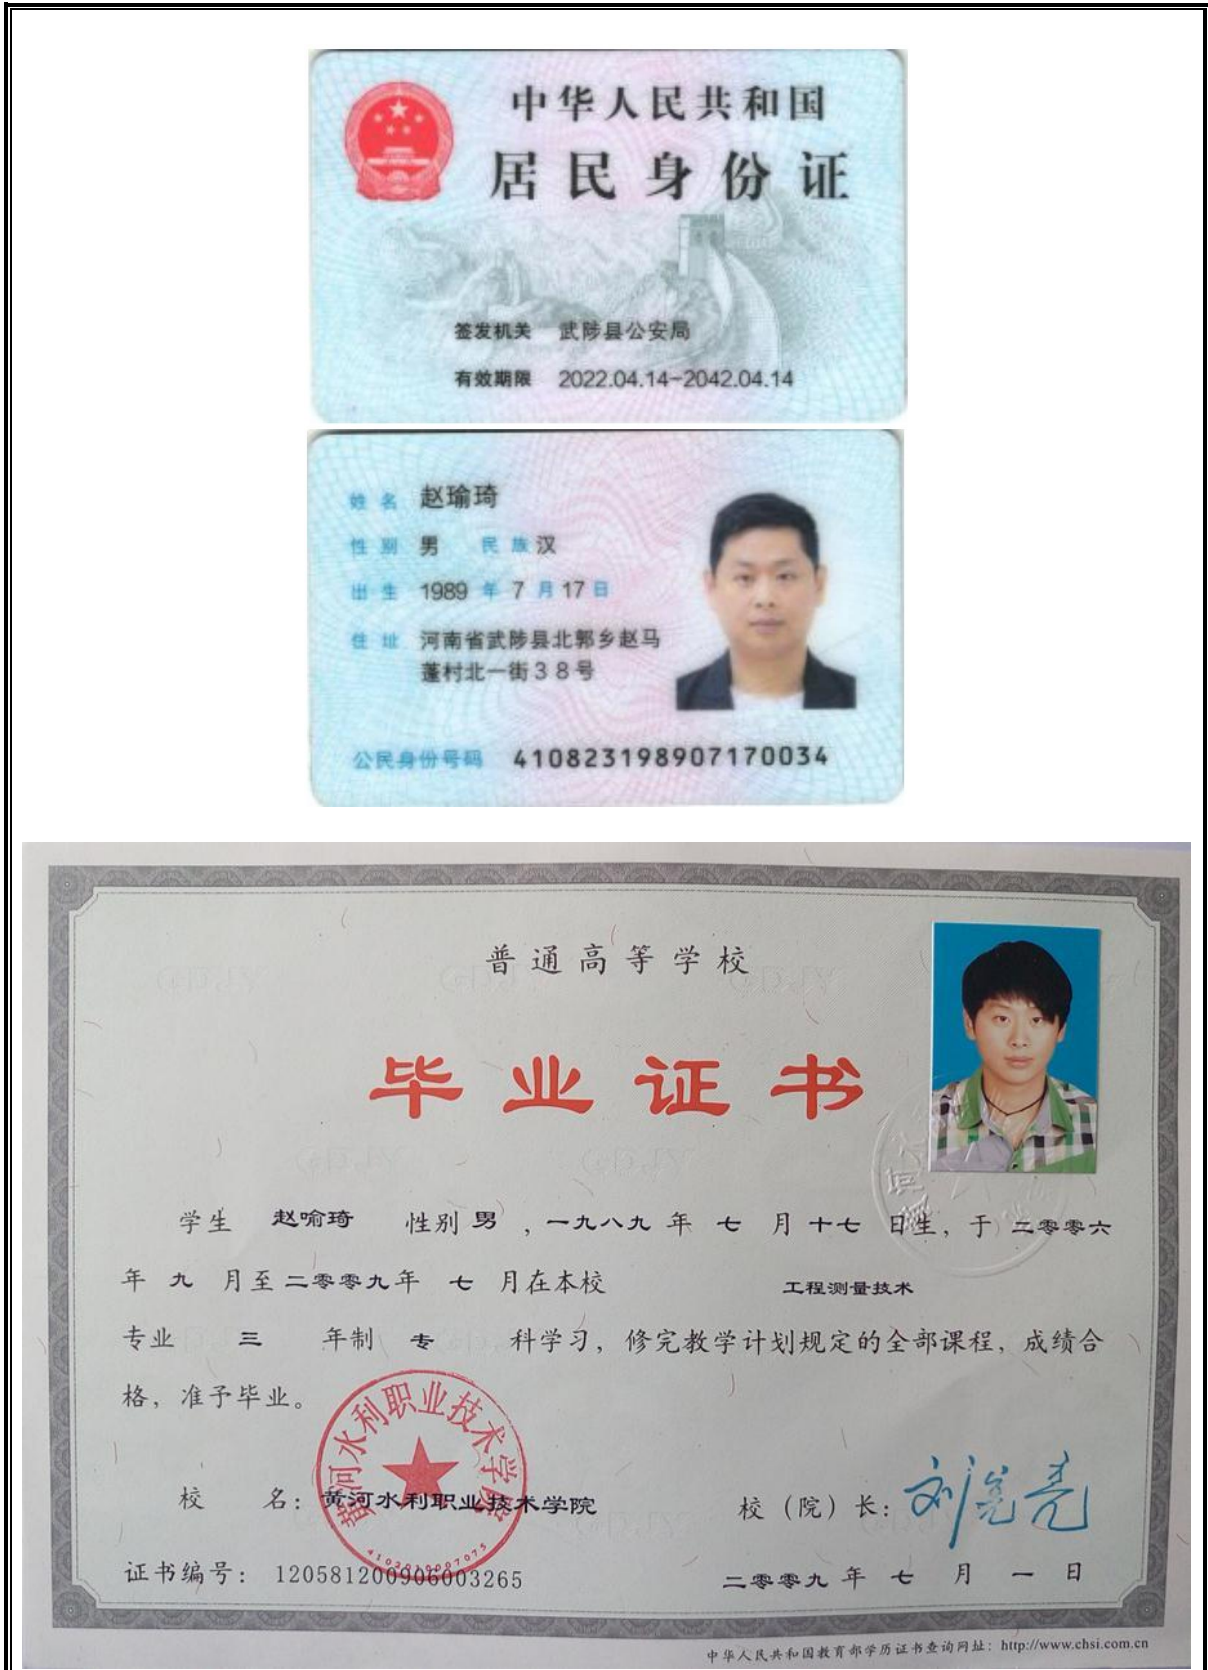 中华人民共和国
居民身份证
签发机关 武陟县公安局
有效期限 2022.04.14-2042.04.14
姓名 赵瑜琦
性别 男 民族 汉
出生 1989 年 7 月 17 日
住址 河南省武陟县北郭乡赵马
蓬村北一街38号
公民身份号码 410823198907170034
普通高等学校
毕业证书
学生 赵喻琦 性别 男 ,一九八九 年 七 月 十七 日生,于 二零零六
年 九 月至 二零零九 年 七 月在本校 工程测量技术
专业 三 年制 专 科学习,修完教学计划规定的全部课程,成绩合
格,准予毕业。
黄河水利职业技术学院
校 名:黄河水利职业技术学院 校(院)长:
4102010007075
证书编号: 120581200906003265 二零零九 年 七 月 一 日
中华人民共和国教育部学历证书查询网址:http://www.chsi.com.cn